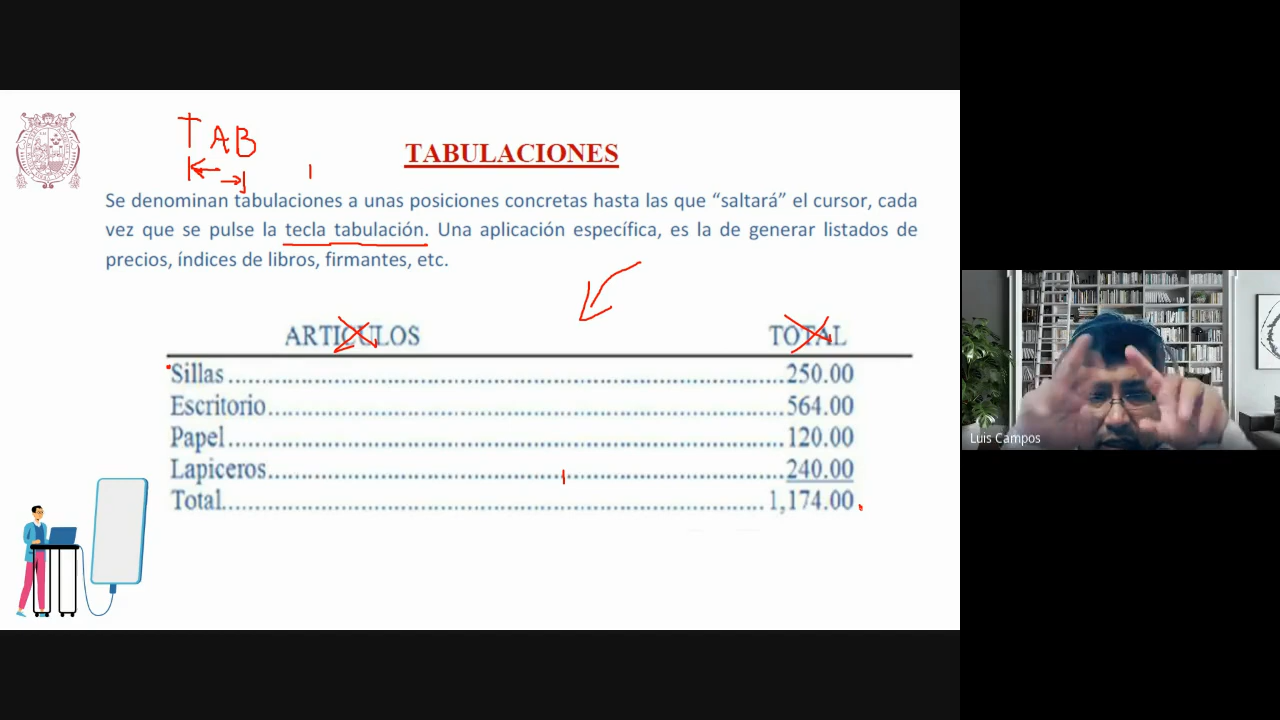 TAB
TABULACIONES
Se denominan tabulaciones a unas posiciones concretas hasta las que “saltará” el cursor, cada
vez que se pulse la tecla tabulación. Una aplicación específica, es la de generar listados de
precios, índices de libros, firmantes, etc.
ARTICULOS TOTAL
Sillas ........................................................................................250.00
Escritorio..................................................................................564.00
Papel ........................................................................................120.00
Lapiceros..................................................................................240.00
Total......................................................................................1,174.00
Luis Campos